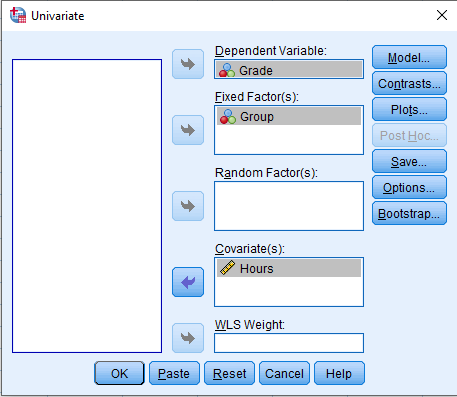 Univariate
Dependent Variable:
Grade
Fixed Factor(s):
Group
Random Factor(s):
Covariate(s):
Hours
WLS Weight:
Model...
Contrasts...
Plots...
Post Hoc...
Save...
Options...
Bootstrap...
OK Paste Reset Cancel Help